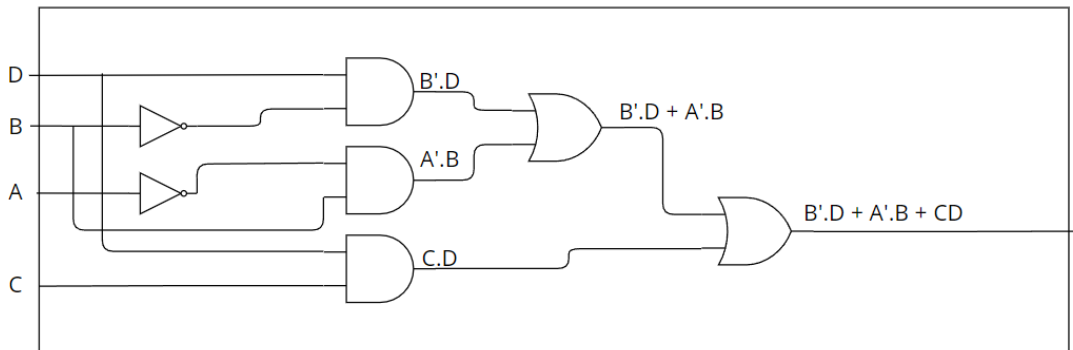 D
B'.D
B'.D + A'.B
B
A'.B
A
B'.D + A'.B + CD
C.D
C